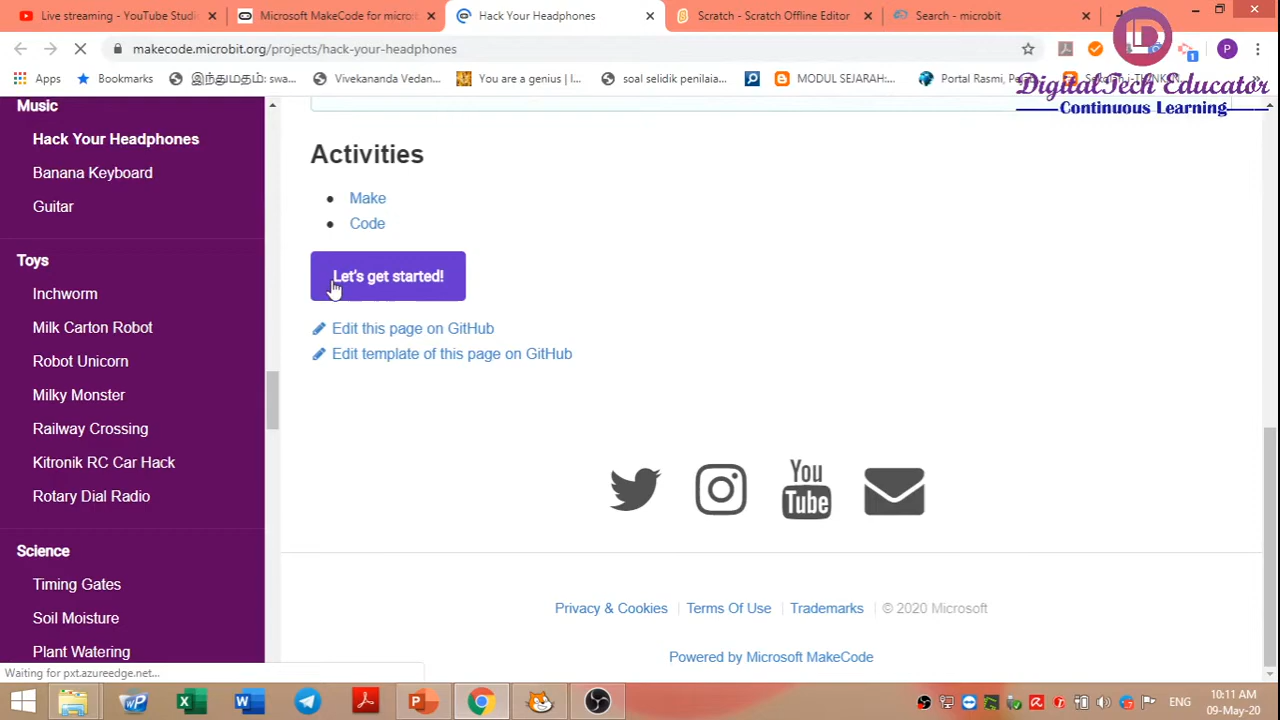 Live streaming - YouTube Studi
Microsoft MakeCode for micro:
Hack Your Headphones
Scratch - Scratch Offline Editor
Search - microbit
makecode.microbit.org/projects/hack-your-headphones
1
P
Apps
Bookmarks
இந்துமதம்: சுவ...
Vivekananda Vedan...
You are a genius | I...
soal selidik penilaia...
MODUL SEJARAH:...
Portal Rasmi, Pe...
DigitalTech Educator
Continuous Learning
Music
Hack Your Headphones
Banana Keyboard
Guitar
Toys
Inchworm
Milk Carton Robot
Robot Unicorn
Milky Monster
Railway Crossing
Kitronik RC Car Hack
Rotary Dial Radio
Science
Timing Gates
Soil Moisture
Plant Watering
Activities
Make
Code
Let's get started!
Edit this page on GitHub
Edit template of this page on GitHub
You
Tube
Privacy & Cookies
Terms Of Use
Trademarks
© 2020 Microsoft
Powered by Microsoft MakeCode
Waiting for pxt.azureedge.net...
ENG
10:11 AM
09-May-20